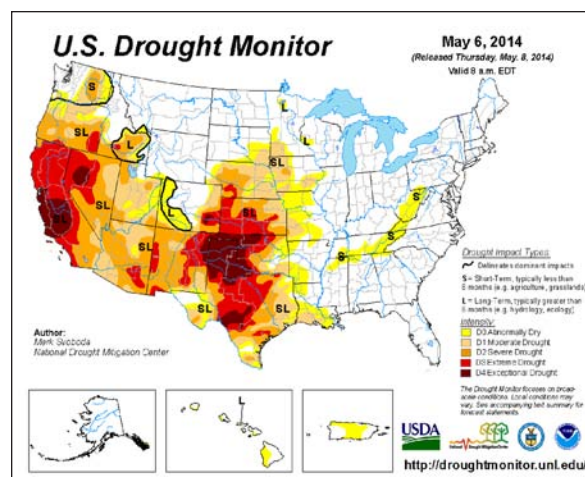 U.S. Drought Monitor
May 6, 2014
(Released Thursday, May. 8, 2014)
Valid 8 a.m. EDT
S
L
L
SL
L
SL
SL
L
SL
S
S
S
SL
SL
SL
Drought Impact Types:
Delineates dominant impacts
S = Short-Term, typically less than
6 months (e.g. agriculture, grasslands)
L = Long-Term, typically greater than
6 months (e.g. hydrology, ecology)
Intensity:
D0 Abnormally Dry
D1 Moderate Drought
D2 Severe Drought
D3 Extreme Drought
D4 Exceptional Drought
Author:
Mark Svoboda
National Drought Mitigation Center
The Drought Monitor focuses on broad-
scale conditions. Local conditions may
vary. See accompanying text summary for
forecast statements.
L
USDA
National Drought Mitigation Center
http://droughtmonitor.unl.edu/